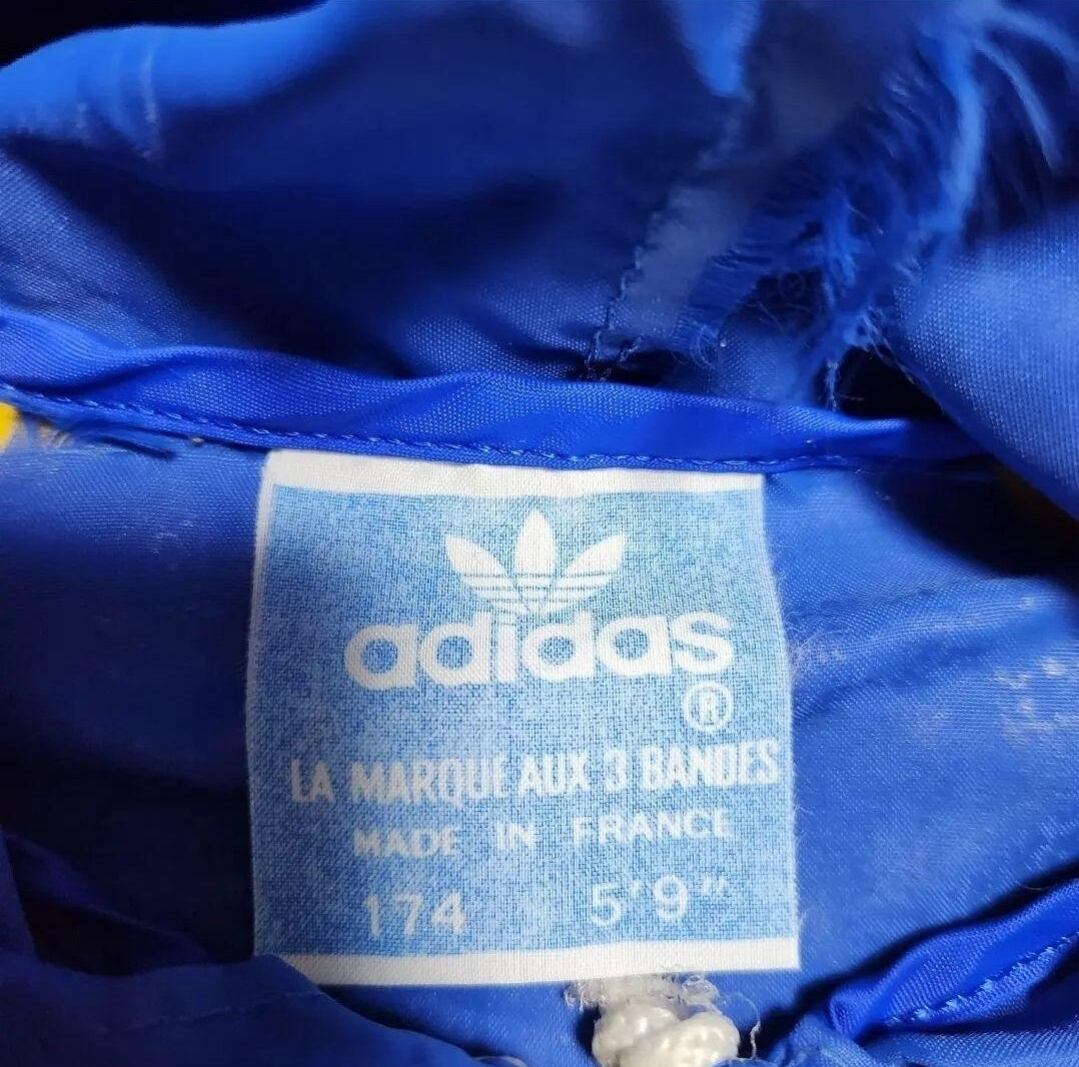 adidas
®
LA MARQUE AUX 3 BANDES
MADE IN FRANCE
174 5'9"